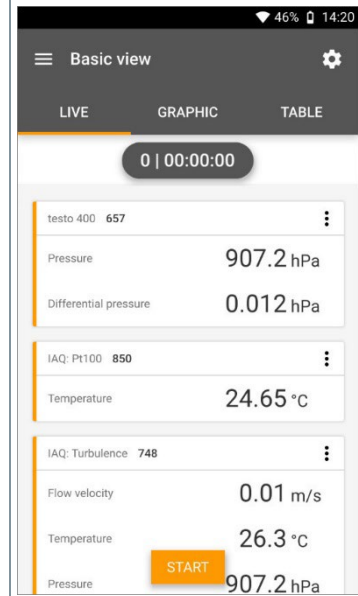 46% 14:20
Basic view
LIVE GRAPHIC TABLE
0 | 00:00:00
testo 400 657
Pressure 907.2 hPa
Differential pressure 0.012 hPa
IAQ: Pt100 850
Temperature 24.65 °C
IAQ: Turbulence 748
Flow velocity 0.01 m/s
Temperature 26.3 °C
START
Pressure 907.2 hPa